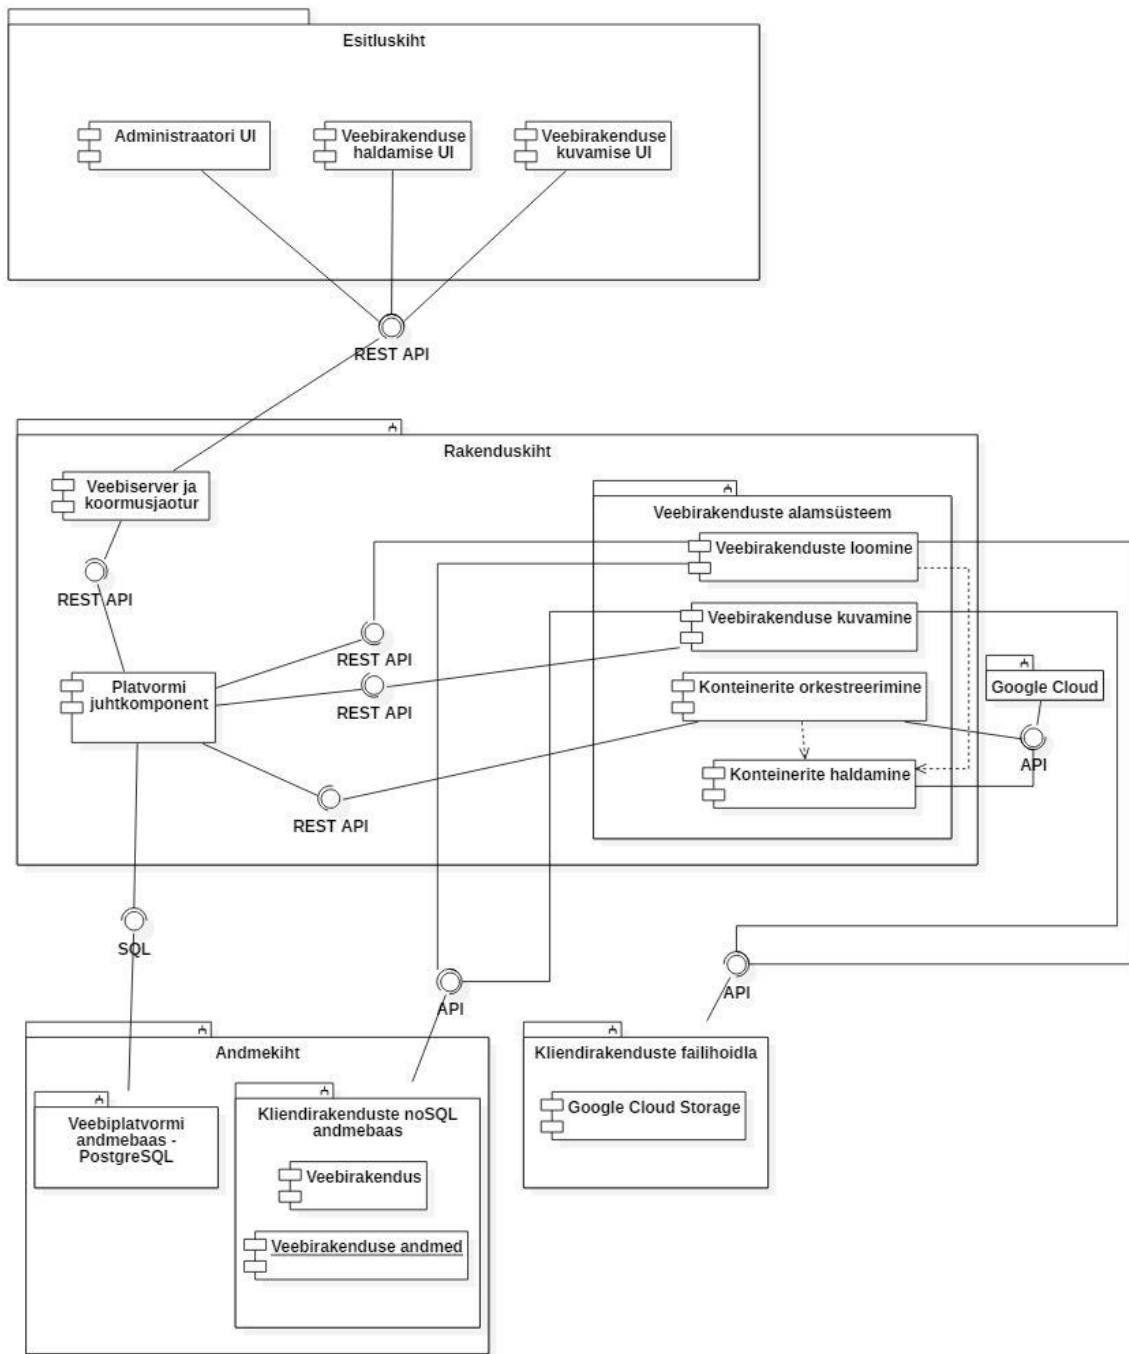 Esitluskiht
Administraatori UI
Veebirakenduse
haldamise UI
Veebirakenduse
kuvamise UI
REST API
Rakenduskiht
Veebiserver ja
koormusjaotur
Veebirakenduste alamsüsteem
Veebirakenduste loomine
REST API
Veebirakenduse kuvamine
REST API
Platvormi
juhtkomponent
Konteinerite orkestreerimine
Google Cloud
REST API
API
Konteinerite haldamine
REST API
SQL
API
API
Andmekiht
Veebiplatvormi
andmebaas -
PostgreSQL
Kliendirakenduste noSQL
andmebaas
Veebirakendus
Veebirakenduse andmed
Kliendirakenduste failihoidla
Google Cloud Storage